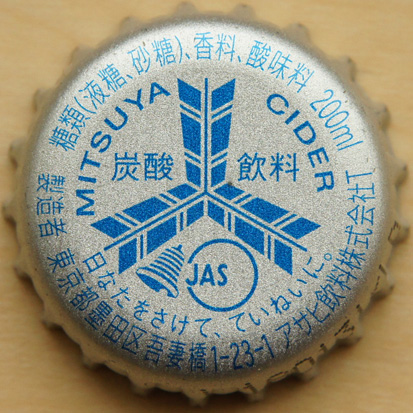 糖類(液糖、砂糖)、香料、酸味料 200ml
MITSUYA CIDER
炭酸 飲料
JAS
日なたをさけて、ていねいに。
製造者 東京都墨田区吾妻橋1-23-1 アサヒ飲料株式会社T